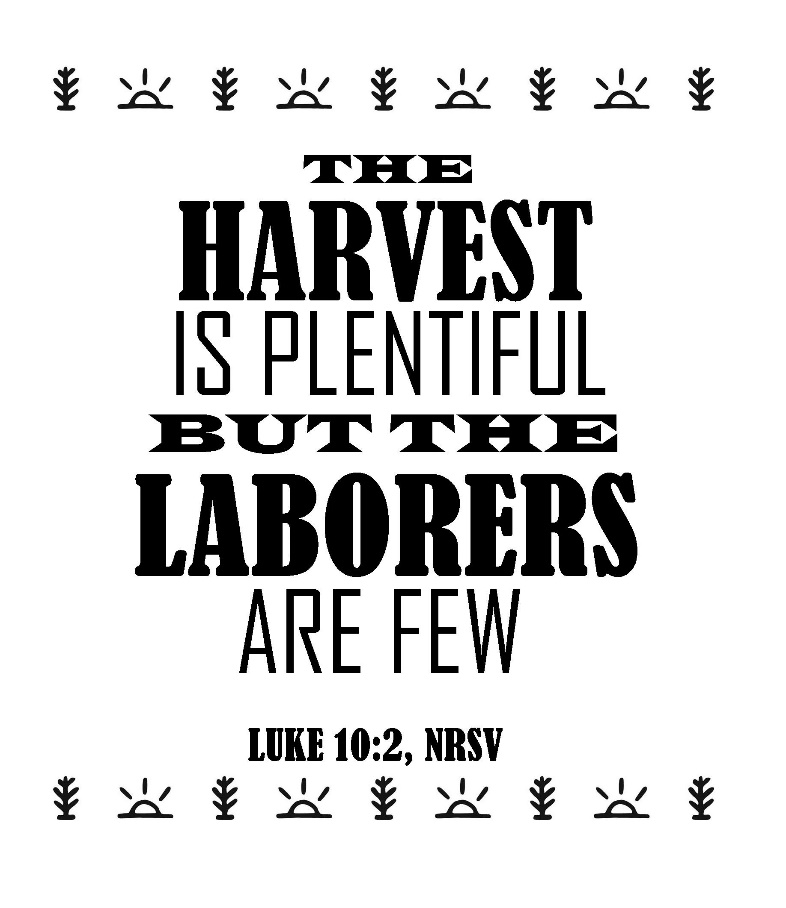 THE
HARVEST
IS PLENTIFUL
BUT THE
LABORERS
ARE FEW
LUKE 10:2, NRSV